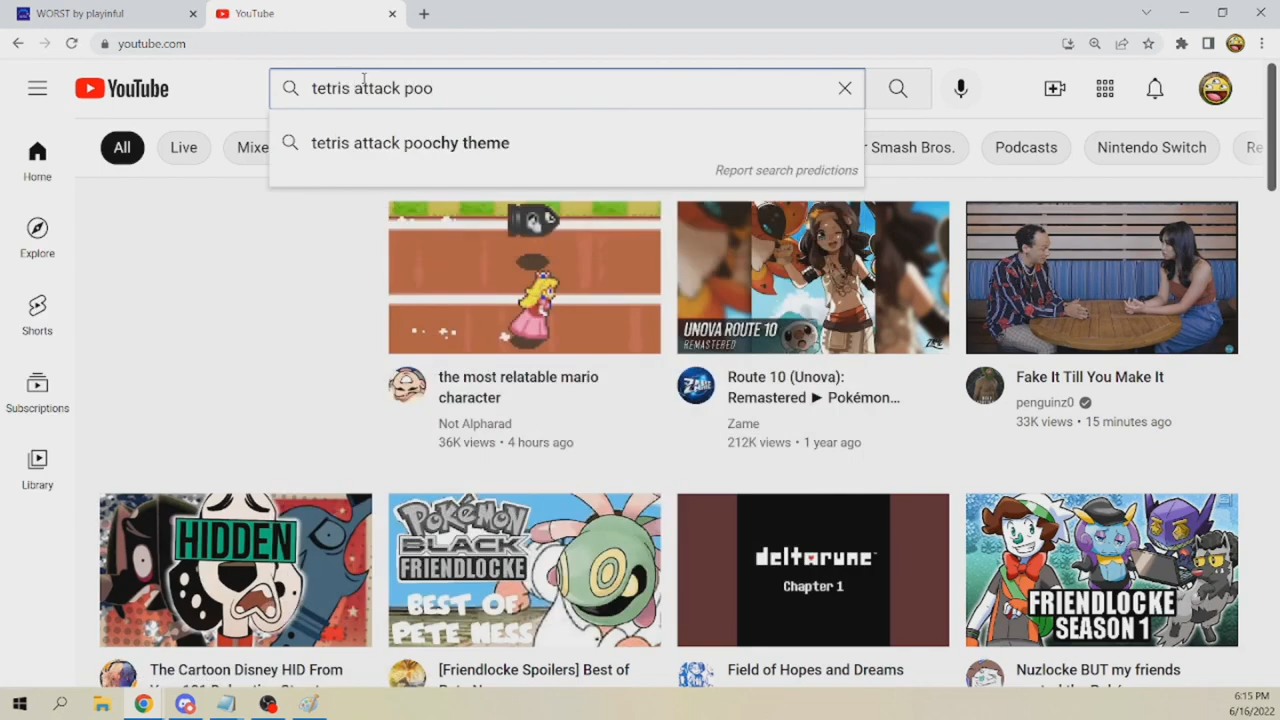 WORST by playinful
YouTube
youtube.com
YouTube
tetris attack poo
tetris attack poochy theme
Report search predictions
All
Live
Smash Bros.
Podcasts
Nintendo Switch
Home
Explore
Shorts
Subscriptions
Library
UNOVA ROUTE 10
REMASTERED
the most relatable mario
character
Not Alpharad
36K views • 4 hours ago
Route 10 (Unova):
Remastered ► Pokémon...
Zame
212K views • 1 year ago
Fake It Till You Make It
penguinz0
33K views • 15 minutes ago
HIDDEN
POKÉMON
BLACK
FRIENDLOCKE
BEST OF
PETE NESS
deltarune
Chapter 1
FRIENDLOCKE
SEASON 1
The Cartoon Disney HID From
[Friendlocke Spoilers] Best of
Field of Hopes and Dreams
Nuzlocke BUT my friends
6:15 PM
6/16/2022